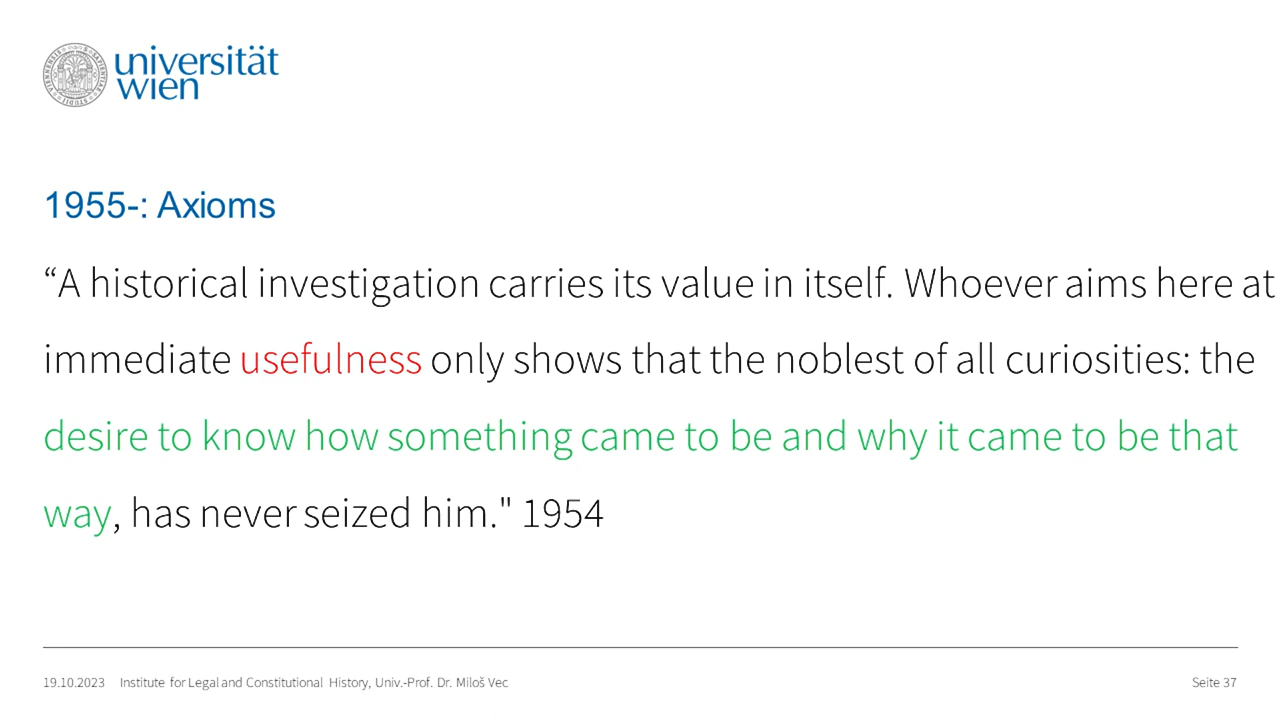 universität
wien
1955-: Axioms
“A historical investigation carries its value in itself. Whoever aims here at
immediate usefulness only shows that the noblest of all curiosities: the
desire to know how something came to be and why it came to be that
way, has never seized him." 1954
19.10.2023 Institute for Legal and Constitutional History, Univ.-Prof. Dr. Miloš Vec Seite 37